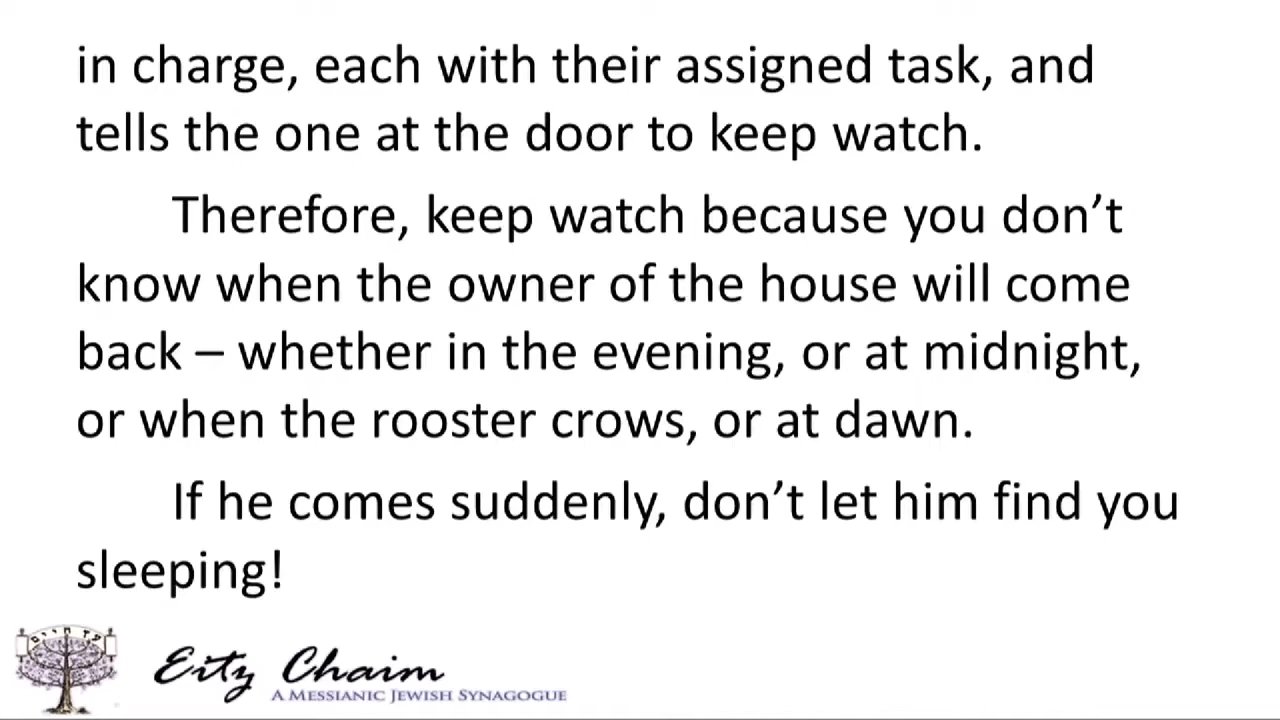 in charge, each with their assigned task, and
tells the one at the door to keep watch.
Therefore, keep watch because you don’t
know when the owner of the house will come
back – whether in the evening, or at midnight,
or when the rooster crows, or at dawn.
If he comes suddenly, don’t let him find you
sleeping!
עץ חיים
Eitz Chaim
A Messianic Jewish Synagogue